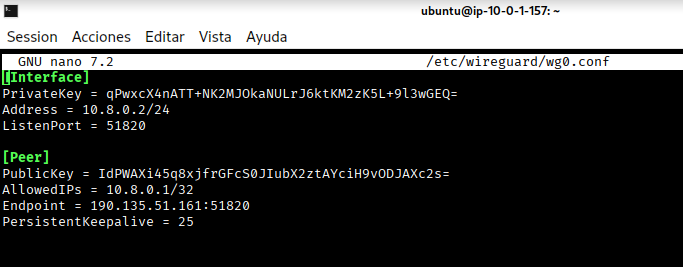 ubuntu@ip-10-0-1-157: ~
Session Acciones Editar Vista Ayuda
GNU nano 7.2 /etc/wireguard/wg0.conf
[Interface]
PrivateKey = qPwxcX4nATT+NK2MJOkaNULrJ6ktKM2zK5L+9l3wGEQ=
Address = 10.8.0.2/24
ListenPort = 51820
[Peer]
PublicKey = IdPWAXi45q8xjfrGFcS0JIubX2ztAYciH9vODJAXc2s=
AllowedIPs = 10.8.0.1/32
Endpoint = 190.135.51.161:51820
PersistentKeepalive = 25